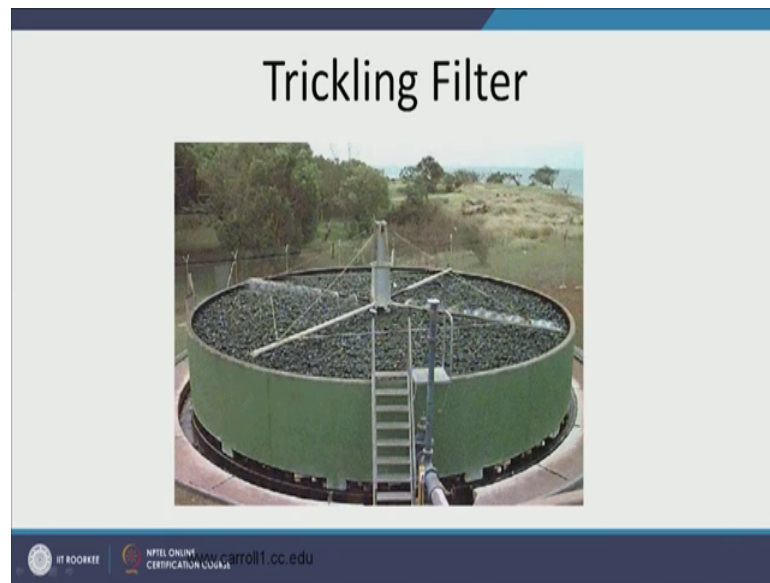 Trickling Filter
IIT ROORKEE
NPTEL ONLINE
CERTIFICATION COURSE
www.carroll1.cc.edu